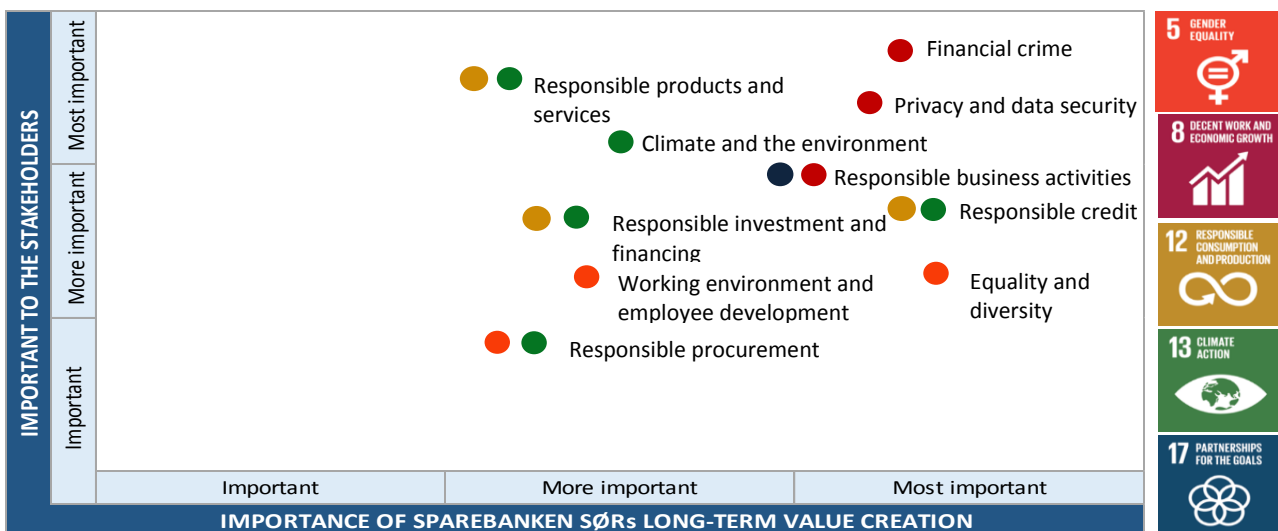 IMPORTANT TO THE STAKEHOLDERS
Most important
More important
Important
Financial crime
Responsible products and
services
Privacy and data security
Climate and the environment
Responsible business activities
Responsible credit
Responsible investment and
financing
Working environment and
employee development
Equality and
diversity
Responsible procurement
Important
More important
Most important
IMPORTANCE OF SPAREBANKEN SØRs LONG-TERM VALUE CREATION
5 GENDER
EQUALITY
8 DECENT WORK AND
ECONOMIC GROWTH
12 RESPONSIBLE
CONSUMPTION
AND PRODUCTION
13 CLIMATE
ACTION
17 PARTNERSHIPS
FOR THE GOALS